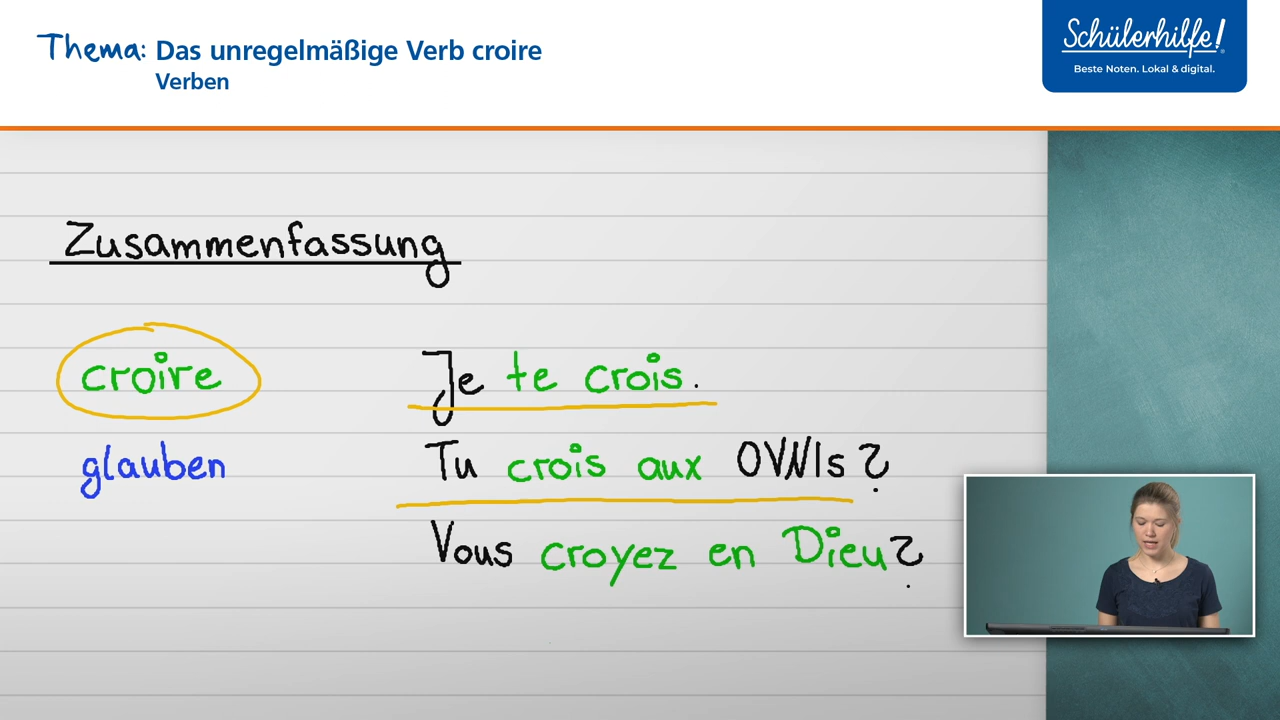 Thema: Das unregelmäßige Verb croire
Verben
Schülerhilfe!
Beste Noten. Lokal & digital.
Zusammenfassung
croire
Je te crois.
glauben
Tu crois aux OVNIs?
Vous croyez en Dieu?